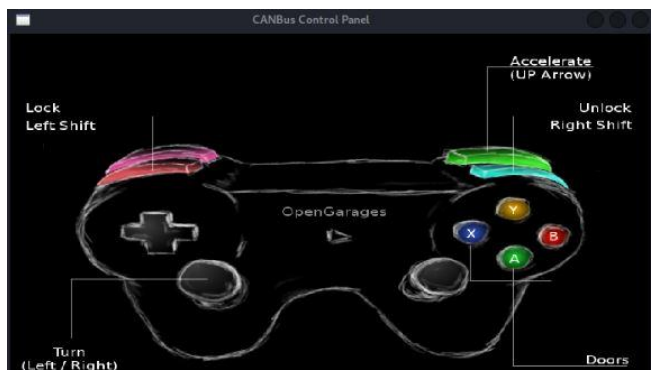 CANBus Control Panel
Accelerate
(UP Arrow)
Lock
Left Shift
Unlock
Right Shift
OpenGarages
Y
X
B
A
Turn
(Left / Right)
Doors